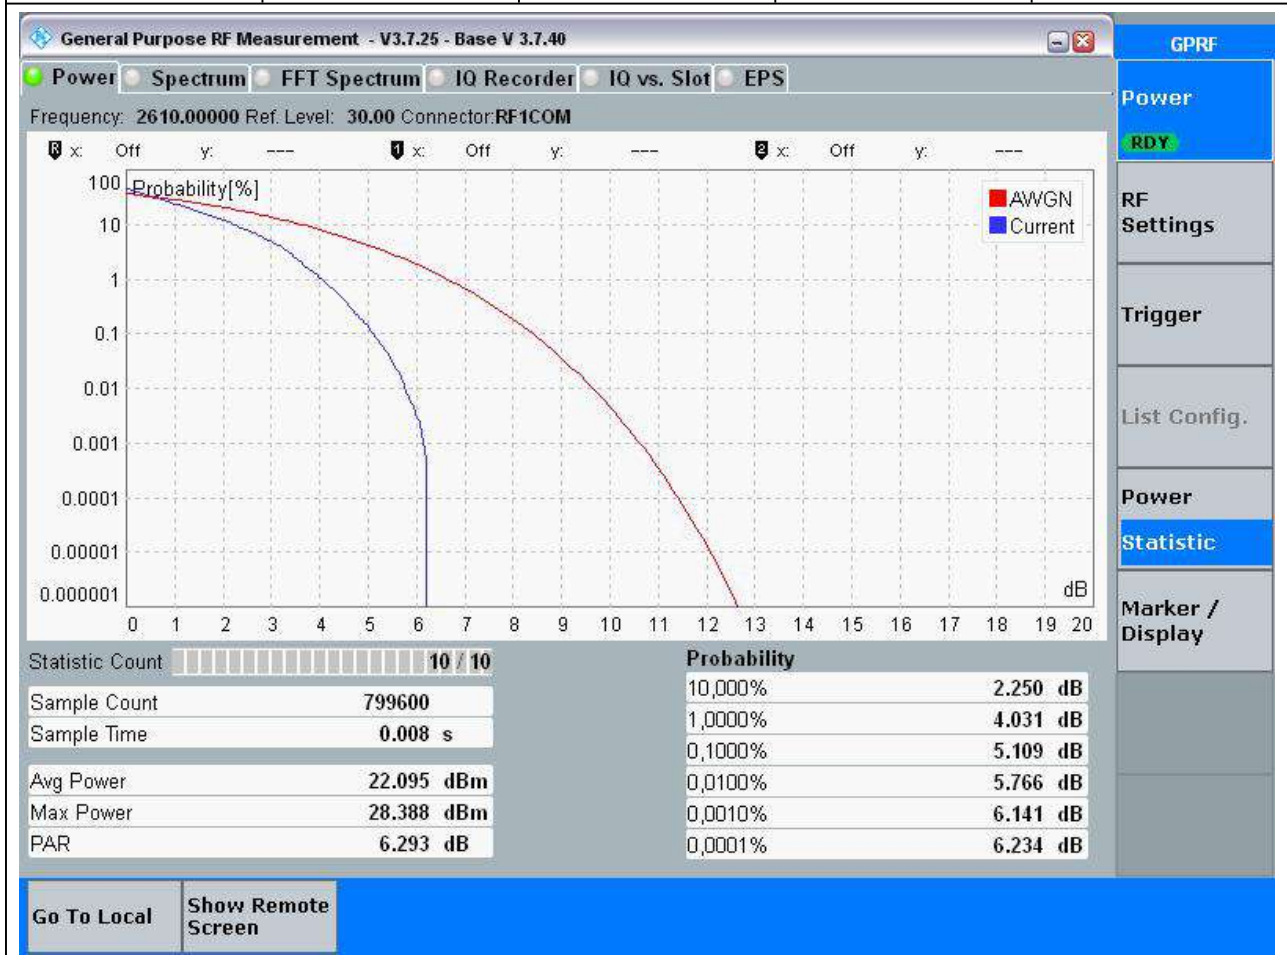 General Purpose RF Measurement - V3.7.25 - Base V 3.7.40
GPRF
Power Spectrum FFT Spectrum IQ Recorder IQ vs. Slot EPS
Frequency: 2610.00000 Ref. Level: 30.00 Connector:RF1COM
R x: Off y: --- 1 x: Off y: --- 2 x: Off y: ---
Probability[%]
100
10
1
0.1
0.01
0.001
0.0001
0.00001
0.000001
AWGN
Current
dB
0 1 2 3 4 5 6 7 8 9 10 11 12 13 14 15 16 17 18 19 20
Statistic Count 10 / 10
Sample Count 799600
Sample Time 0.008 s
Avg Power 22.095 dBm
Max Power 28.388 dBm
PAR 6.293 dB
Probability
10,000% 2.250 dB
1,0000% 4.031 dB
0,1000% 5.109 dB
0,0100% 5.766 dB
0,0010% 6.141 dB
0,0001% 6.234 dB
Power
RDY
RF
Settings
Trigger
List Config.
Power
Statistic
Marker /
Display
Go To Local
Show Remote
Screen